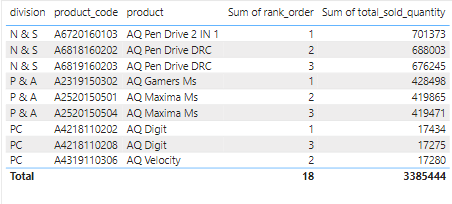 division product_code product Sum of rank_order Sum of total_sold_quantity
N & S A6720160103 AQ Pen Drive 2 IN 1 1 701373
N & S A6818160202 AQ Pen Drive DRC 2 688003
N & S A6819160203 AQ Pen Drive DRC 3 676245
P & A A2319150302 AQ Gamers Ms 1 428498
P & A A2520150501 AQ Maxima Ms 2 419865
P & A A2520150504 AQ Maxima Ms 3 419471
PC A4218110202 AQ Digit 1 17434
PC A4218110208 AQ Digit 3 17275
PC A4319110306 AQ Velocity 2 17280
Total 18 3385444